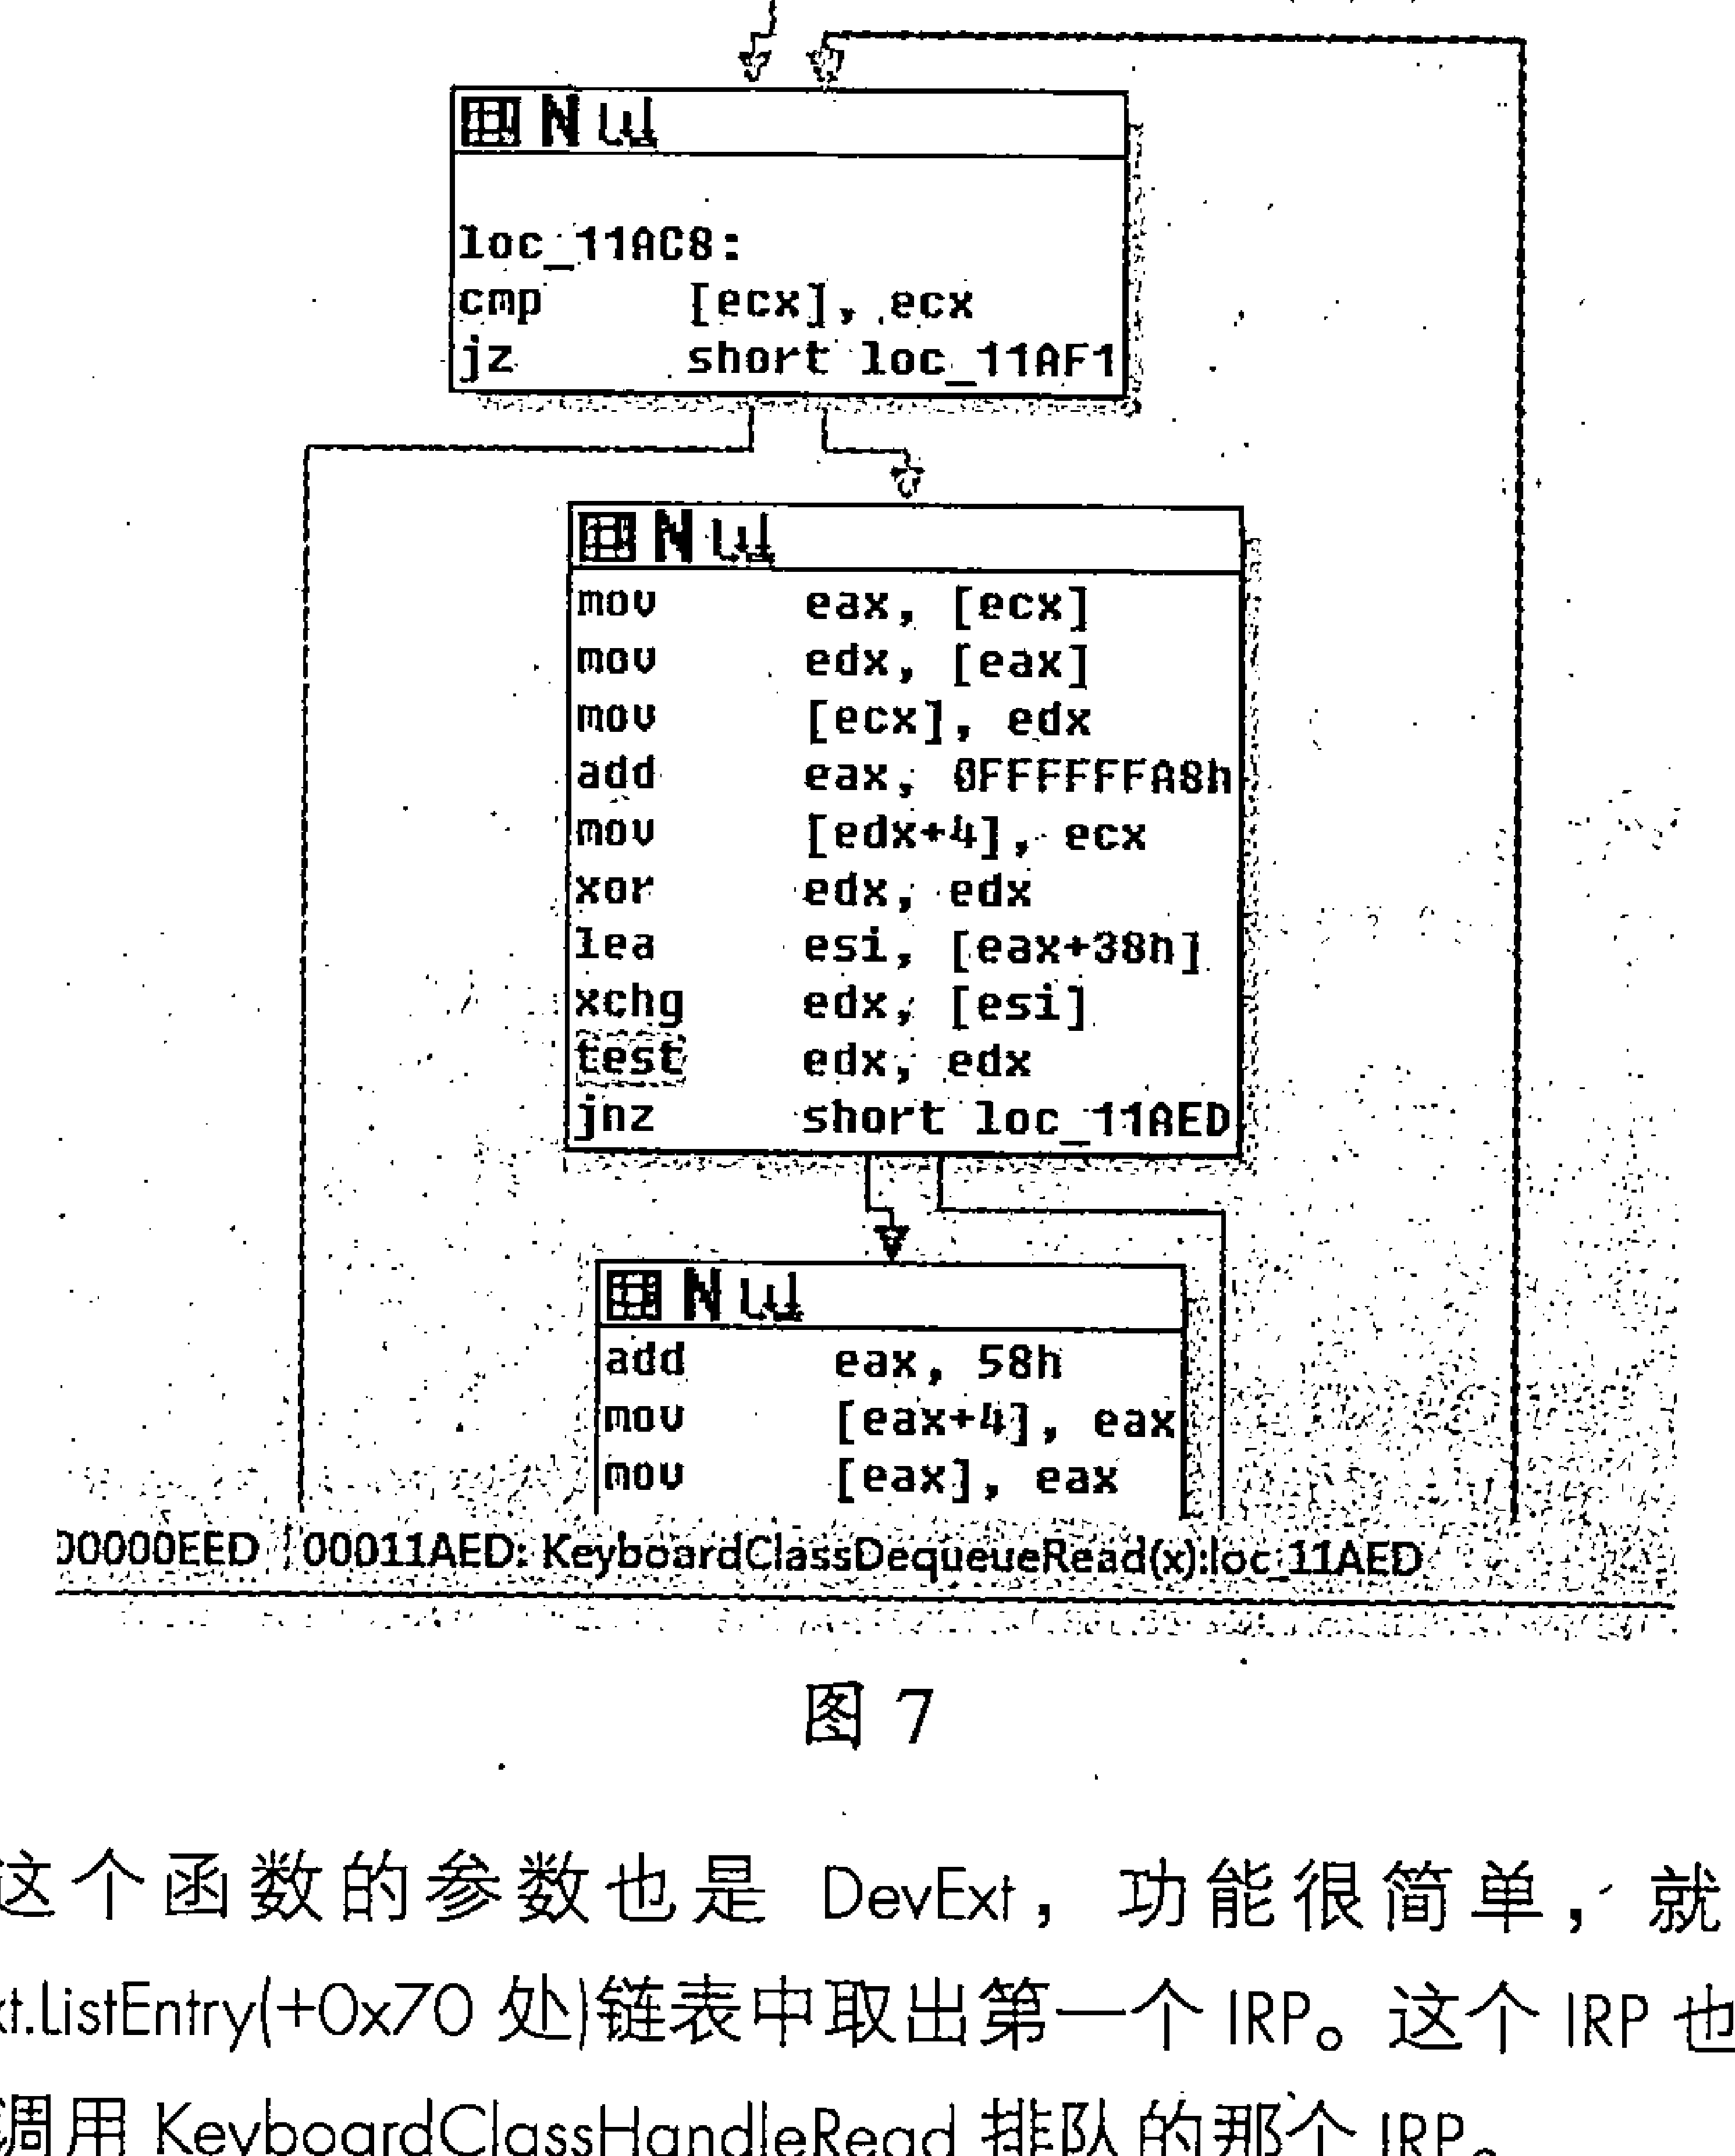 loc_11AC8:
cmp [ecx], ecx
jz short loc_11AF1
mov eax, [ecx]
mov edx, [eax]
mov [ecx], edx
add eax, 0FFFFFFA8h
mov [edx+4], ecx
xor edx, edx
lea esi, [eax+38h]
xchg edx, [esi]
test edx, edx
jnz short loc_11AED
add eax, 58h
mov [eax+4], eax
mov [eax], eax
00000EED 00011AED: KeyboardClassDequeueRead(x):loc_11AED
图 7
这个函数的参数也是 DevExt，功能很简单，就
xt.ListEntry(+0x70 处)链表中取出第一个 IRP。这个 IRP 也
调用 KeyboardClassHandleRead 排队的那个 IRP。